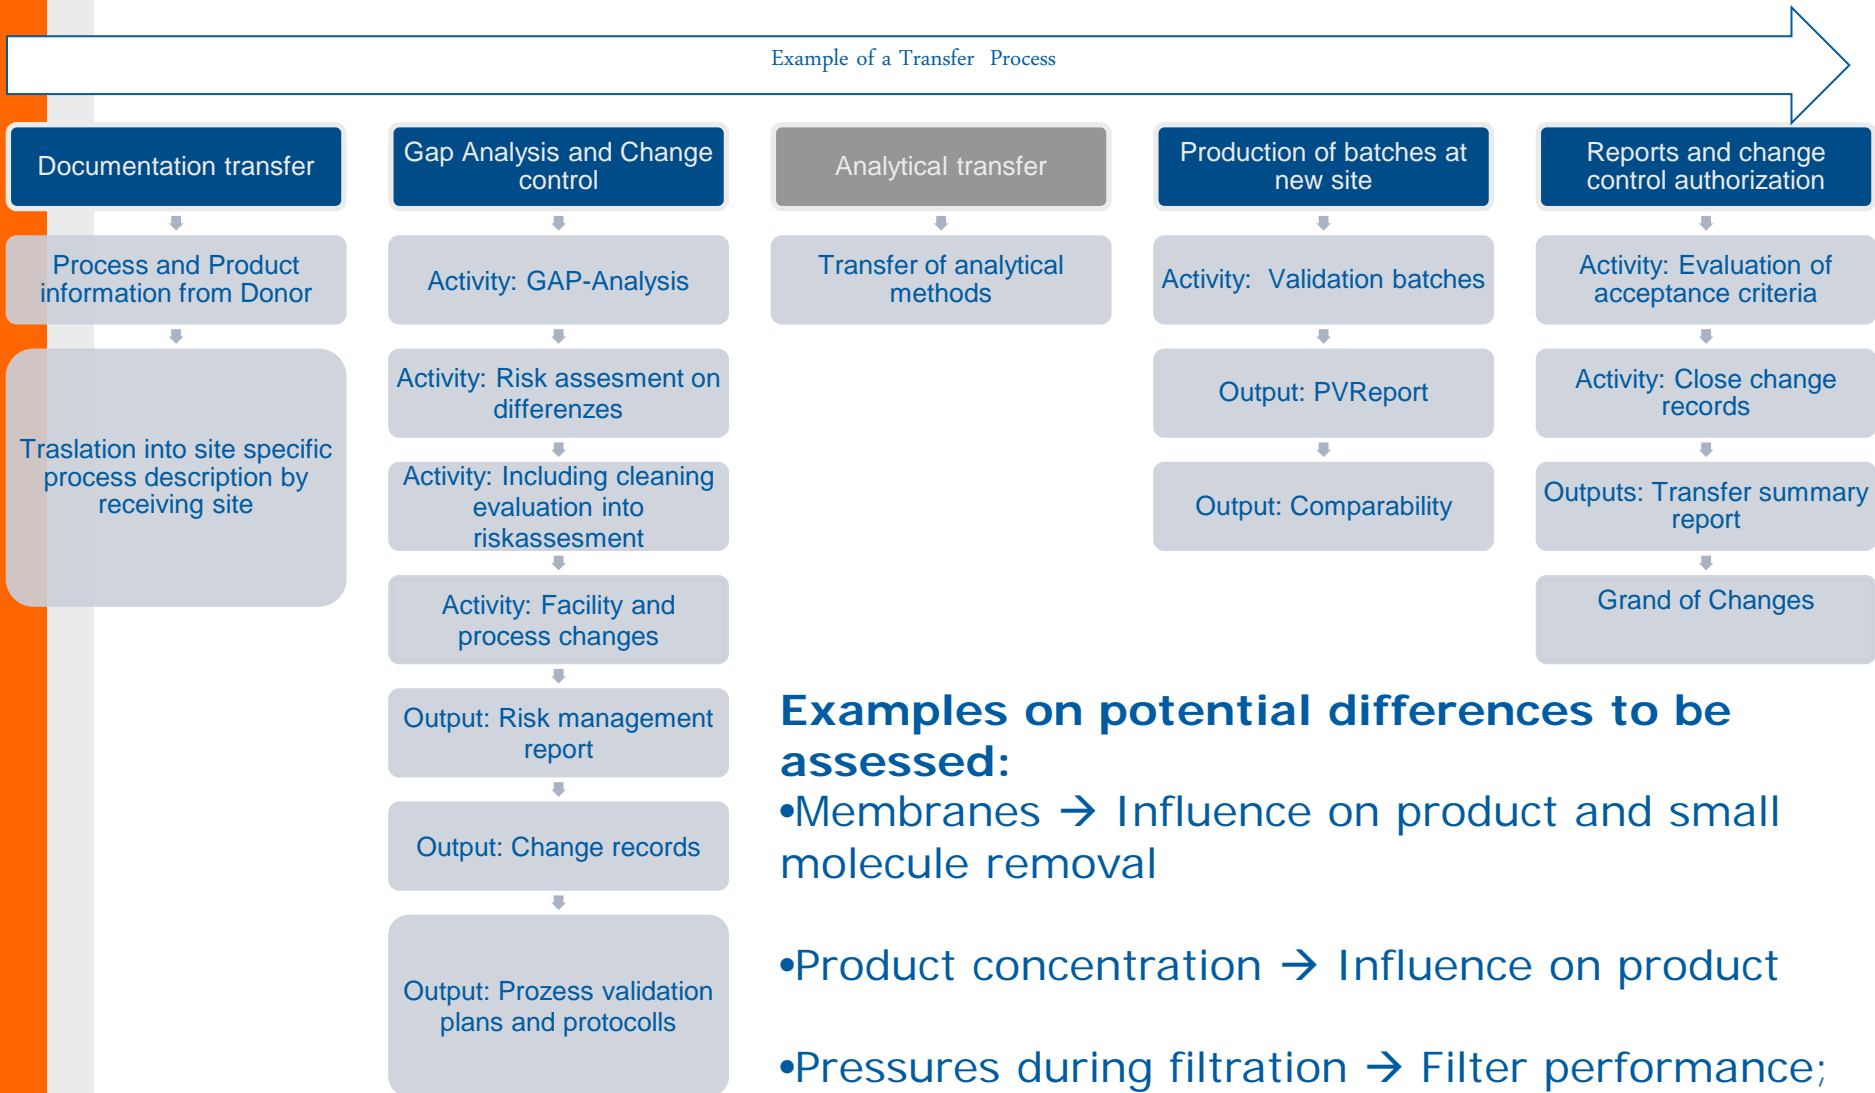 Example of a Transfer Process
Documentation transfer
Process and Product
information from Donor
Traslation into site specific
process description by
receiving site
Gap Analysis and Change
control
Activity: GAP-Analysis
Activity: Risk assesment on
differenzes
Activity: Including cleaning
evaluation into
riskassesment
Activity: Facility and
process changes
Output: Risk management
report
Output: Change records
Output: Prozess validation
plans and protocolls
Analytical transfer
Transfer of analytical
methods
Production of batches at
new site
Activity: Validation batches
Output: PVReport
Output: Comparability
Reports and change
control authorization
Activity: Evaluation of
acceptance criteria
Activity: Close change
records
Outputs: Transfer summary
report
Grand of Changes
Examples on potential differences to be
assessed:
•Membranes → Influence on product and small
molecule removal
•Product concentration → Influence on product
•Pressures during filtration → Filter performance;